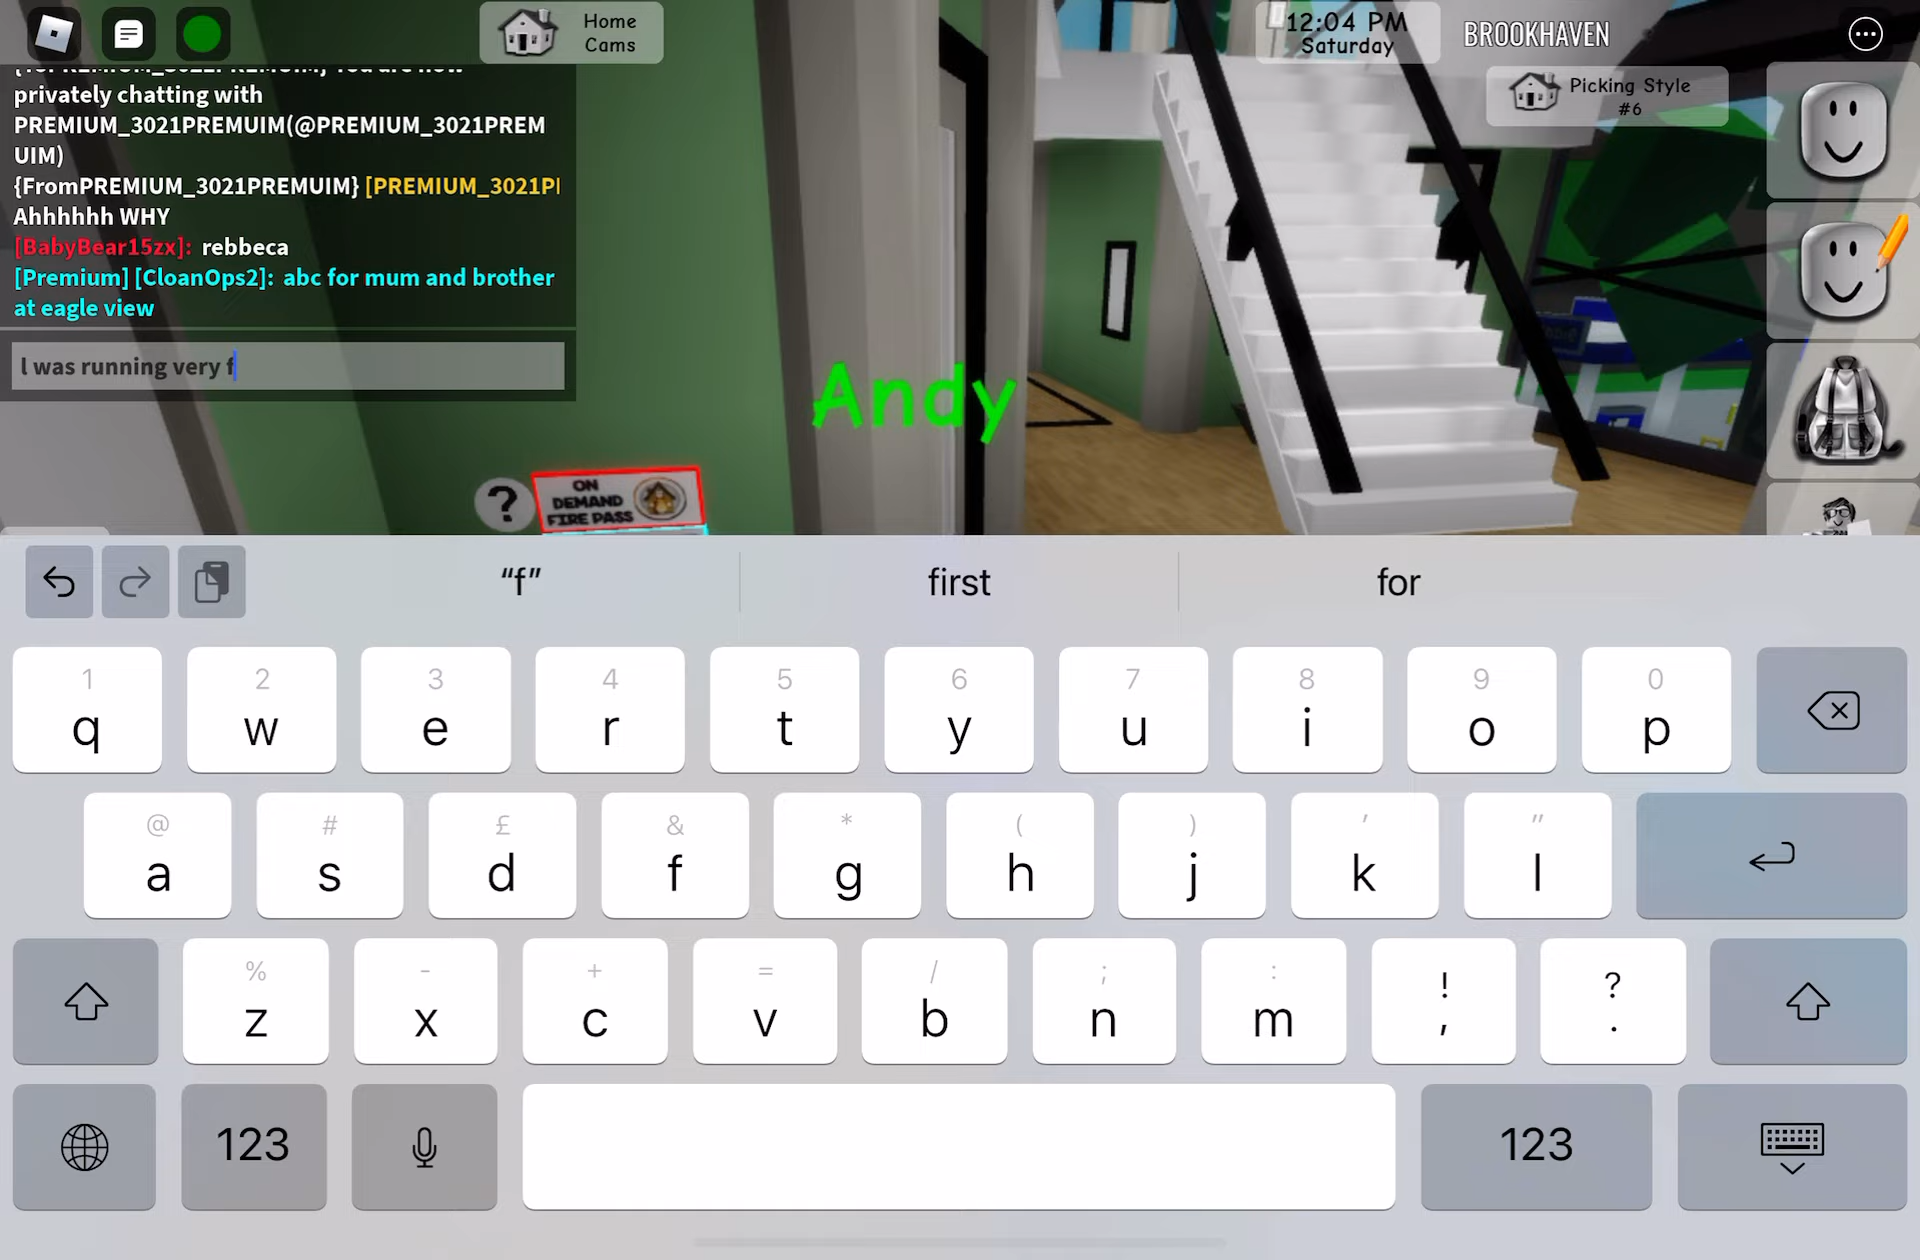 Home
Cams
12:04 PM
Saturday
BROOKHAVEN
Picking Style
#6
privately chatting with
PREMIUM_3021PREMUIM(@PREMIUM_3021PREM
UIM)
{FromPREMIUM_3021PREMUIM} [PREMIUM_3021P
Ahhhhhh WHY
[BabyBear15zx]: rebbeca
[Premium] [CloanOps2]: abc for mum and brother
at eagle view
l was running very f
Andy
?
ON
DEMAND
FIRE PASS
“f” first for
1 2 3 4 5 6 7 8 9 0
q w e r t y u i o p
@ # £ & * ( ) ' "
a s d f g h j k l
% - + = / ; : ! ?
z x c v b n m , .
123 123